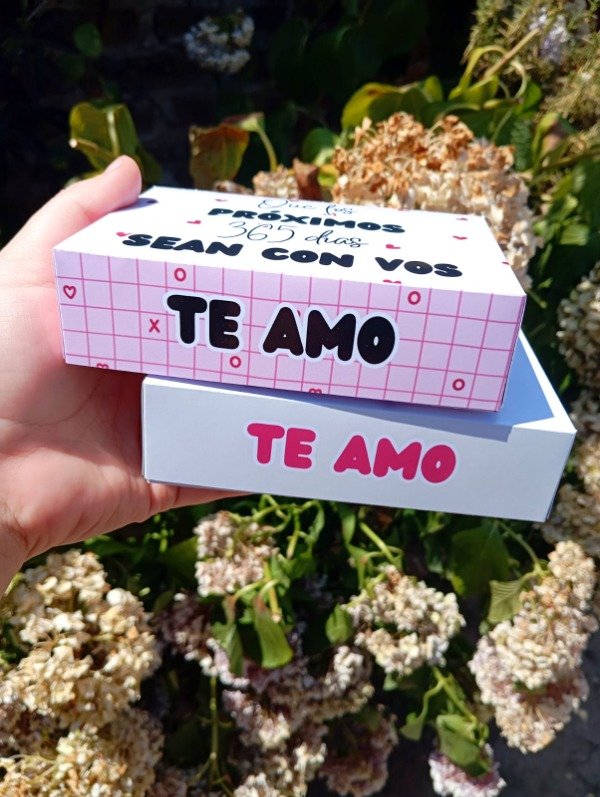 Que los
PRÓXIMOS
365 días
SEAN CON VOS
TE AMO
TE AMO